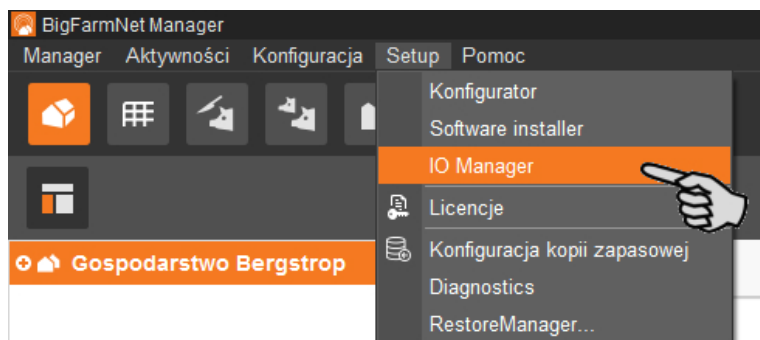 BigFarmNet Manager
Manager Aktywności Konfiguracja Setup Pomoc
Konfigurator
Software installer
IO Manager
Licencje
Gospodarstwo Bergstrop
Konfiguracja kopii zapasowej
Diagnostics
RestoreManager...